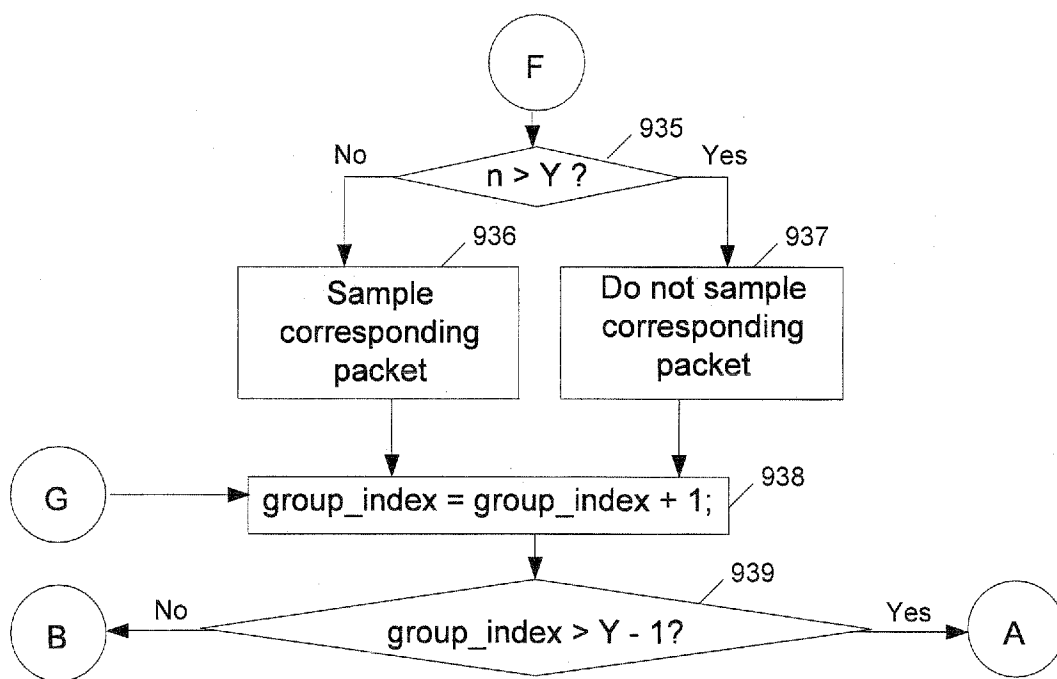 F
935
No
Yes
n > Y ?
936
937
Sample
corresponding
packet
Do not sample
corresponding
packet
G
group_index = group_index + 1;
938
939
B
No
group_index > Y - 1?
Yes
A